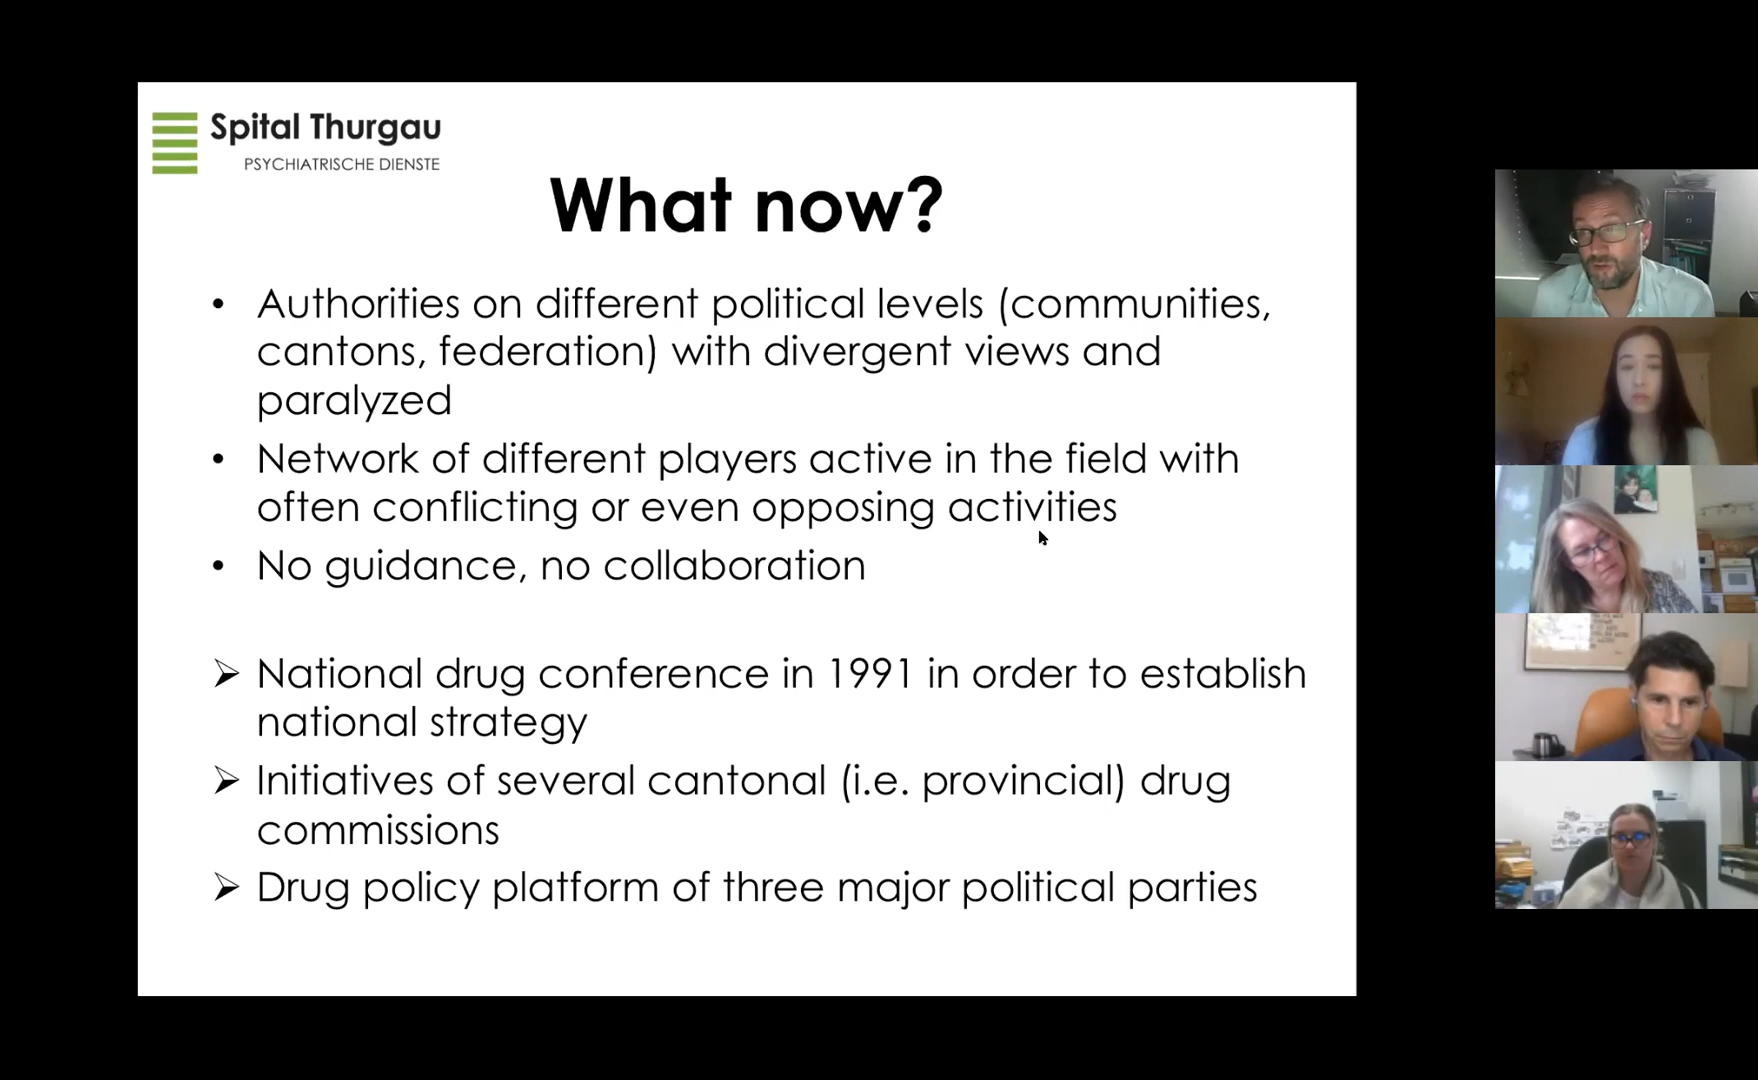 Spital Thurgau
PSYCHIATRISCHE DIENSTE
What now?
• Authorities on different political levels (communities,
cantons, federation) with divergent views and
paralyzed
• Network of different players active in the field with
often conflicting or even opposing activities
• No guidance, no collaboration
➢ National drug conference in 1991 in order to establish
national strategy
➢ Initiatives of several cantonal (i.e. provincial) drug
commissions
➢ Drug policy platform of three major political parties